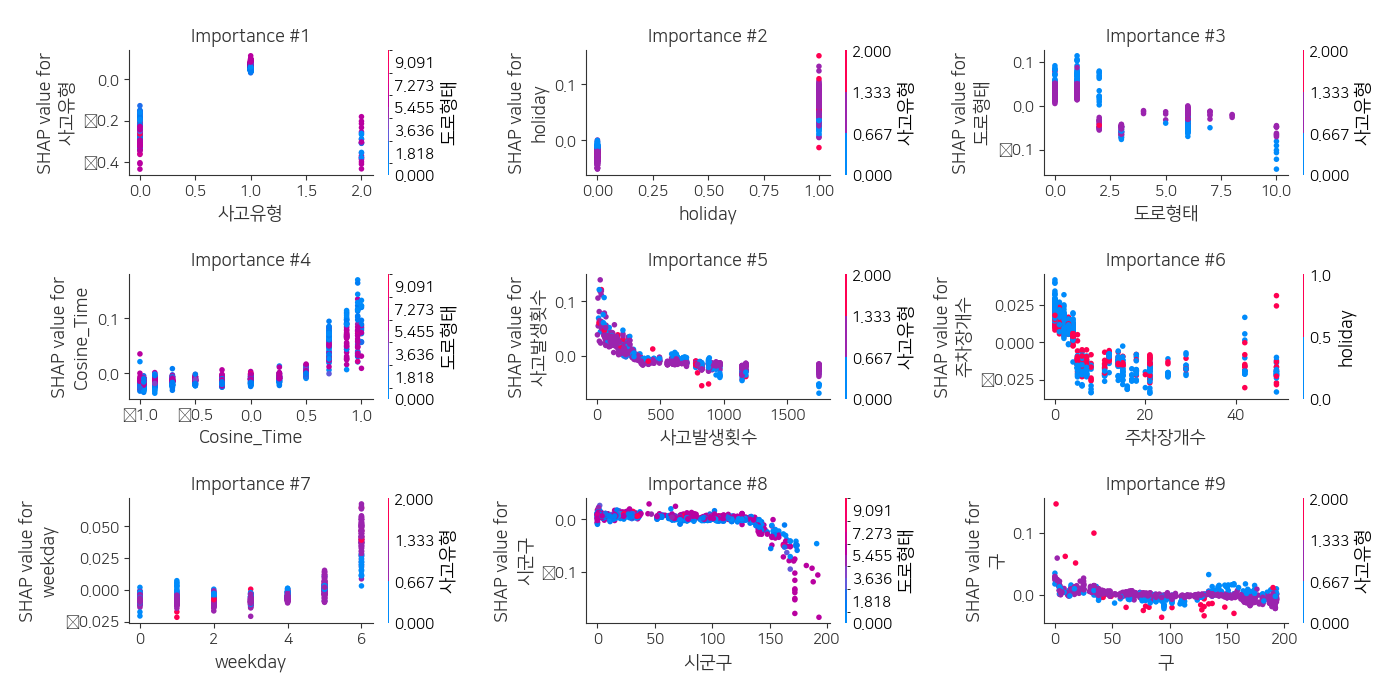 Importance #1
SHAP value for
사고유형
0.0
☒0.2
☒0.4
0.0 0.5 1.0 1.5 2.0
사고유형
9.091
7.273
5.455
3.636
1.818
0.000
도로형태
Importance #2
SHAP value for
holiday
0.1
0.0
0.00 0.25 0.50 0.75 1.00
holiday
2.000
1.333
0.667
0.000
사고유형
Importance #3
SHAP value for
도로형태
0.1
0.0
☒0.1
0.0 2.5 5.0 7.5 10.0
도로형태
2.000
1.333
0.667
0.000
사고유형
Importance #4
SHAP value for
Cosine_Time
0.1
0.0
☒1.0 ☒0.5 0.0 0.5 1.0
Cosine_Time
9.091
7.273
5.455
3.636
1.818
0.000
도로형태
Importance #5
SHAP value for
사고발생횟수
0.1
0.0
0 500 1000 1500
사고발생횟수
2.000
1.333
0.667
0.000
사고유형
Importance #6
SHAP value for
주차장개수
0.025
0.000
☒0.025
0 20 40
주차장개수
1.0
0.5
0.0
holiday
Importance #7
SHAP value for
weekday
0.050
0.025
0.000
☒0.025
0 2 4 6
weekday
2.000
1.333
0.667
0.000
사고유형
Importance #8
SHAP value for
시군구
0.0
☒0.1
0 50 100 150 200
시군구
9.091
7.273
5.455
3.636
1.818
0.000
도로형태
Importance #9
SHAP value for
구
0.1
0.0
0 50 100 150 200
구
2.000
1.333
0.667
0.000
사고유형